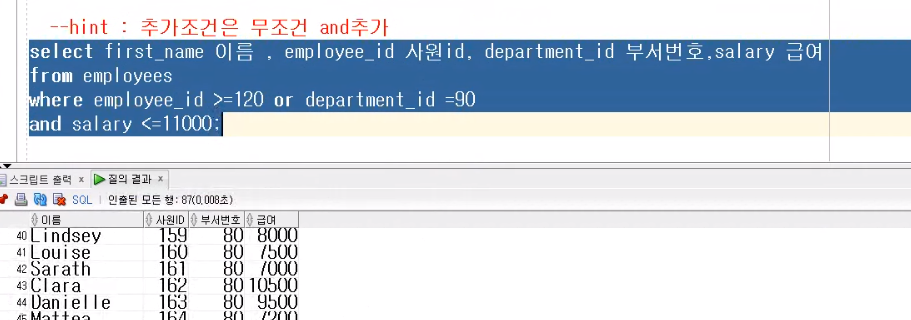 --hint : 추가조건은 무조건 and추가
select first_name 이름 , employee_id 사원id, department_id 부서번호,salary 급여
from employees
where employee_id >=120 or department_id =90
and salary <=11000;
스크립트 출력 × 질의 결과 ×
SQL | 인출된 모든 행: 87(0,008초)
이름 사원ID 부서번호 급여
40 Lindsey 159 80 8000
41 Louise 160 80 7500
42 Sarath 161 80 7000
43 Clara 162 80 10500
44 Danielle 163 80 9500
45 Mattea 164 80 7200